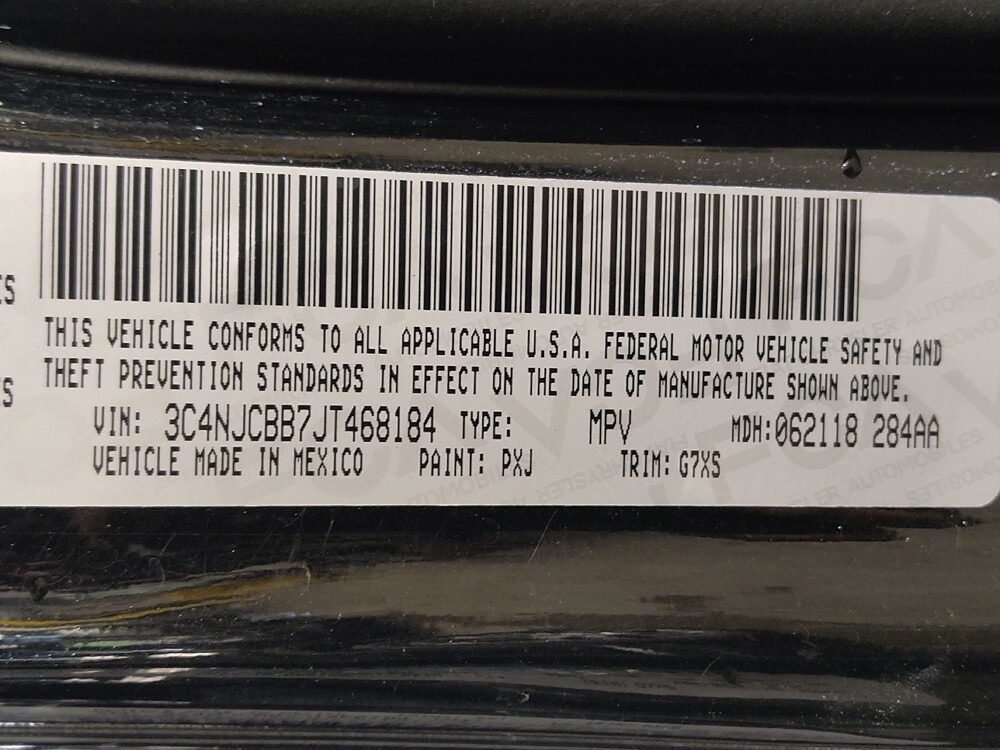 THIS VEHICLE CONFORMS TO ALL APPLICABLE U.S.A. FEDERAL MOTOR VEHICLE SAFETY AND
THEFT PREVENTION STANDARDS IN EFFECT ON THE DATE OF MANUFACTURE SHOWN ABOVE.
VIN: 3C4NJCBB7JT468184 TYPE: MPV MDH:062118 284AA
VEHICLE MADE IN MEXICO PAINT: PXJ TRIM: G7XS